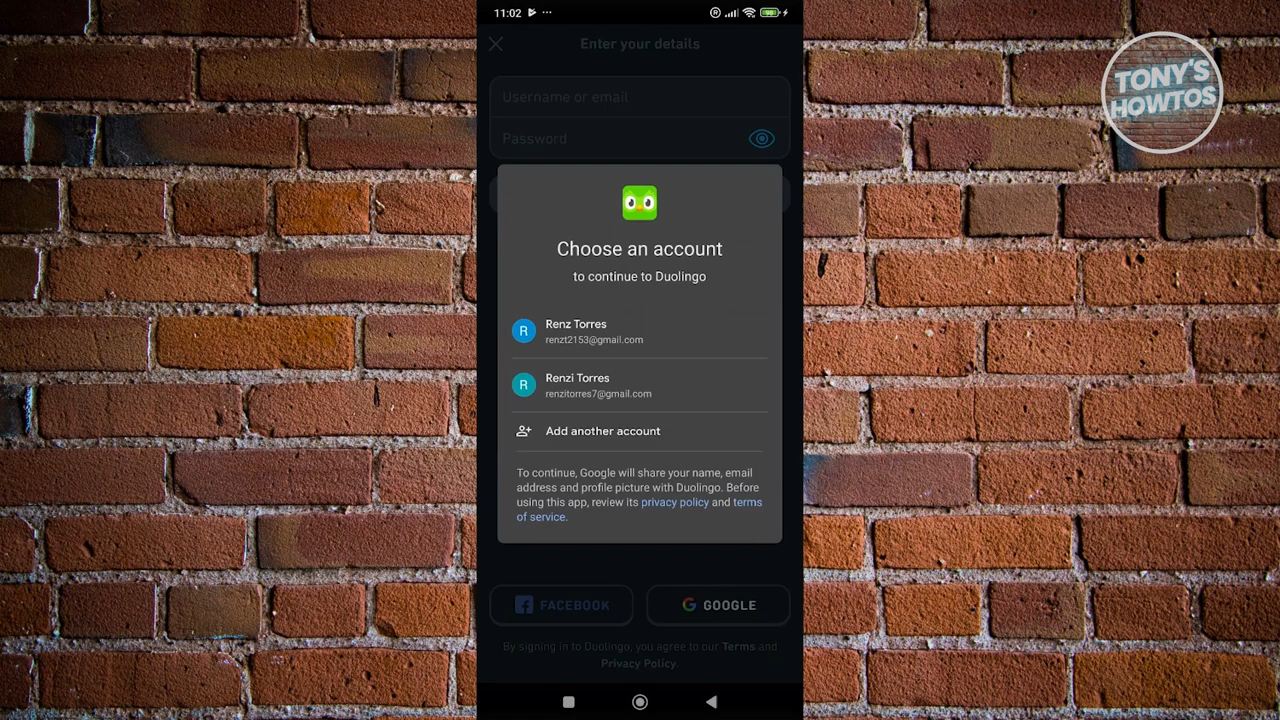 11:02
98
Enter your details
Username or email
Password
TONY'S
HOWTOS
Choose an account
to continue to Duolingo
R
Renz Torres
renzt2153@gmail.com
R
Renzi Torres
renzitorres7@gmail.com
Add another account
To continue, Google will share your name, email
address and profile picture with Duolingo. Before
using this app, review its privacy policy and terms
of service.
FACEBOOK
GOOGLE
By signing in to Duolingo, you agree to our Terms and
Privacy Policy.